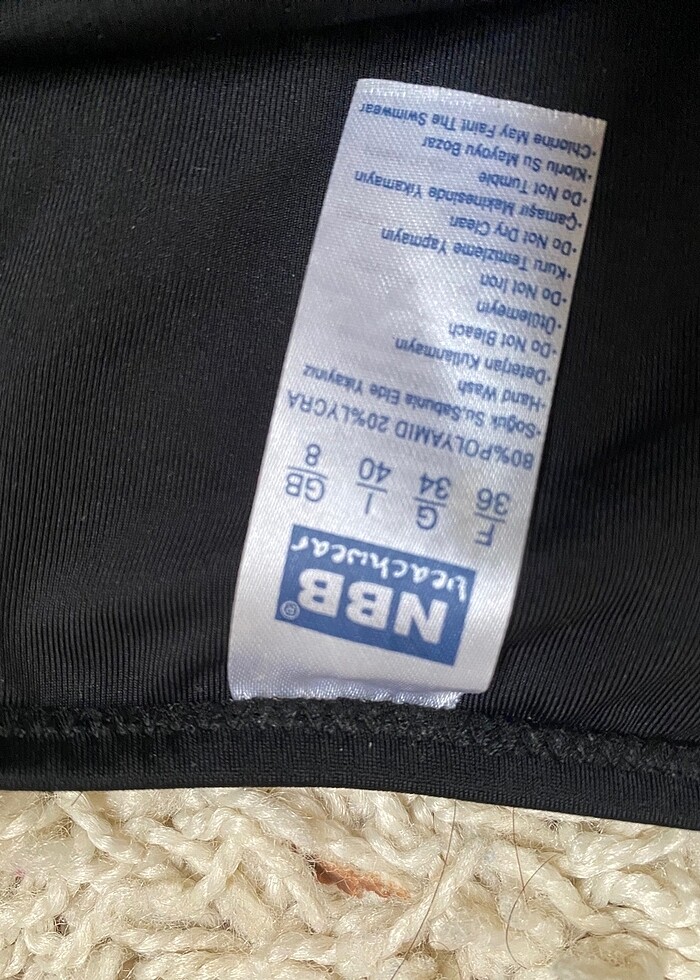 NBB®
beachwear
F G I GB
36 34 40 8
80%POLYAMID 20%LYCRA
·Soğuk Su,Sabunla Elde Yıkayınız
·Hand Wash
·Deterjan Kullanmayın
·Do Not Bleach
·Ütülemeyin
·Do Not Iron
·Kuru Temizleme Yapmayın
·Do Not Dry Clean
·Çamaşır Makinesinde Yıkamayın
·Do Not Tumble
·Klorlu Su Mayoyu Bozar
·Chlorine May Faint The Swimwear